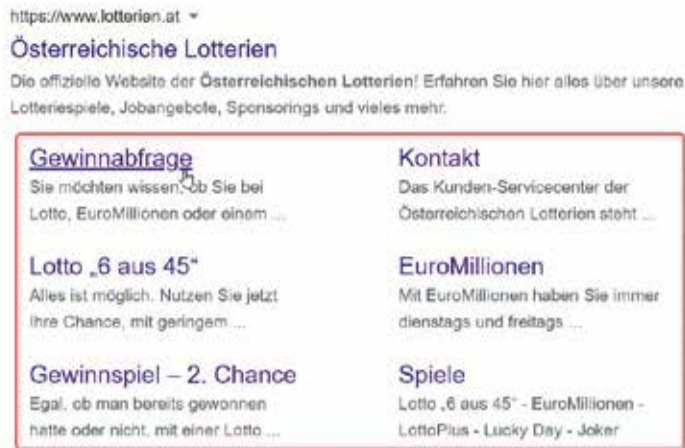 https://www.lotterien.at
Österreichische Lotterien
Die offizielle Website der Österreichischen Lotterien! Erfahren Sie hier alles über unsere
Lotteriespiele, Jobangebote, Sponsorings und vieles mehr.
Gewinnabfrage
Sie möchten wissen, ob Sie bei
Lotto, EuroMillionen oder einem ...
Lotto „6 aus 45“
Alles ist möglich. Nutzen Sie jetzt
Ihre Chance, mit geringem ...
Gewinnspiel – 2. Chance
Egal, ob man bereits gewonnen
hatte oder nicht, mit einer Lotto ...
Kontakt
Das Kunden-Servicecenter der
Österreichischen Lotterien steht ...
EuroMillionen
Mit EuroMillionen haben Sie immer
dienstags und freitags ...
Spiele
Lotto „6 aus 45“ - EuroMillionen -
LottoPlus - Lucky Day - Joker